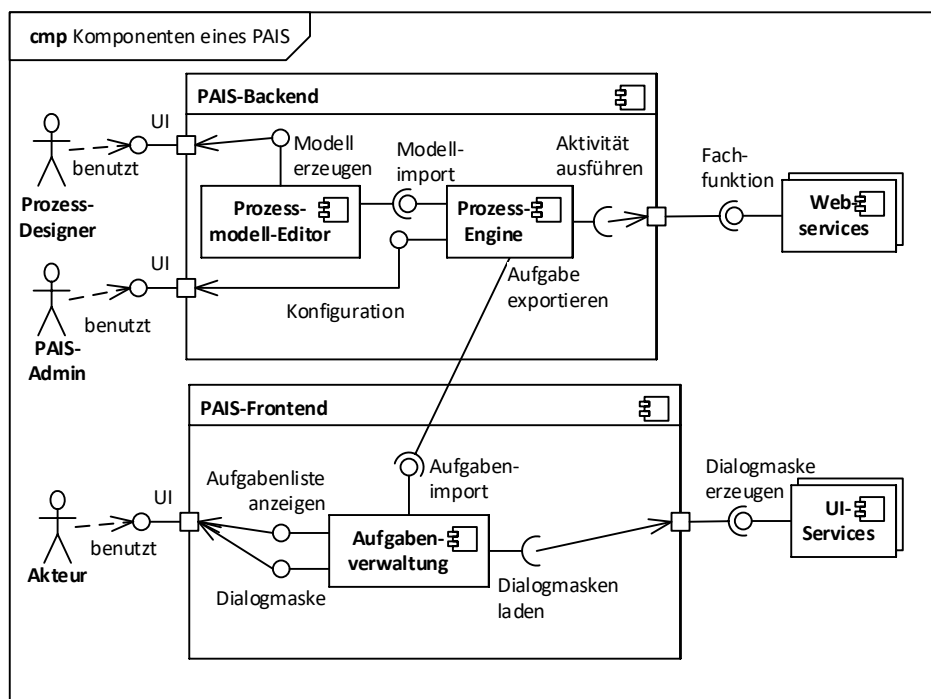 cmp Komponenten eines PAIS
PAIS-Backend
UI
benutzt
Prozess-
Designer
Modell
erzeugen
Modell-
import
Aktivität
ausführen
Fach-
funktion
Prozess-
modell-Editor
Prozess-
Engine
Web-
services
UI
benutzt
PAIS-
Admin
Konfiguration
Aufgabe
exportieren
PAIS-Frontend
Aufgabenliste
anzeigen
Aufgaben-
import
Dialogmaske
erzeugen
UI
benutzt
Akteur
Aufgaben-
verwaltung
UI-
Services
Dialogmaske
Dialogmasken
laden